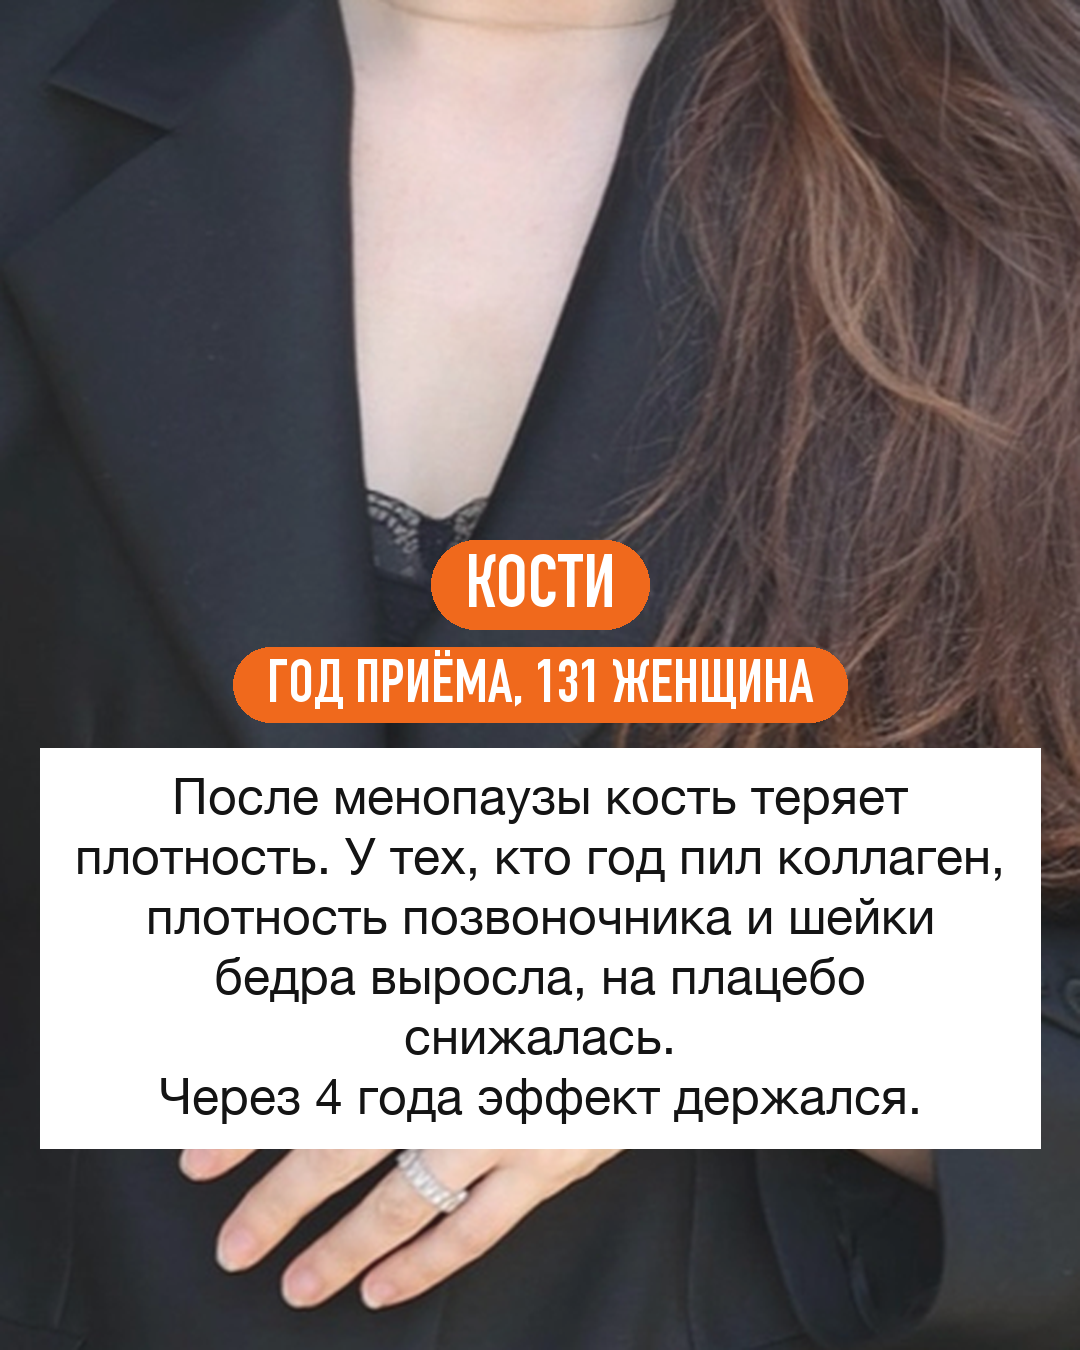 КОСТИ
ГОД ПРИЁМА, 131 ЖЕНЩИНА
После менопаузы кость теряет
плотность. У тех, кто год пил коллаген,
плотность позвоночника и шейки
бедра выросла, на плацебо
снижалась.
Через 4 года эффект держался.